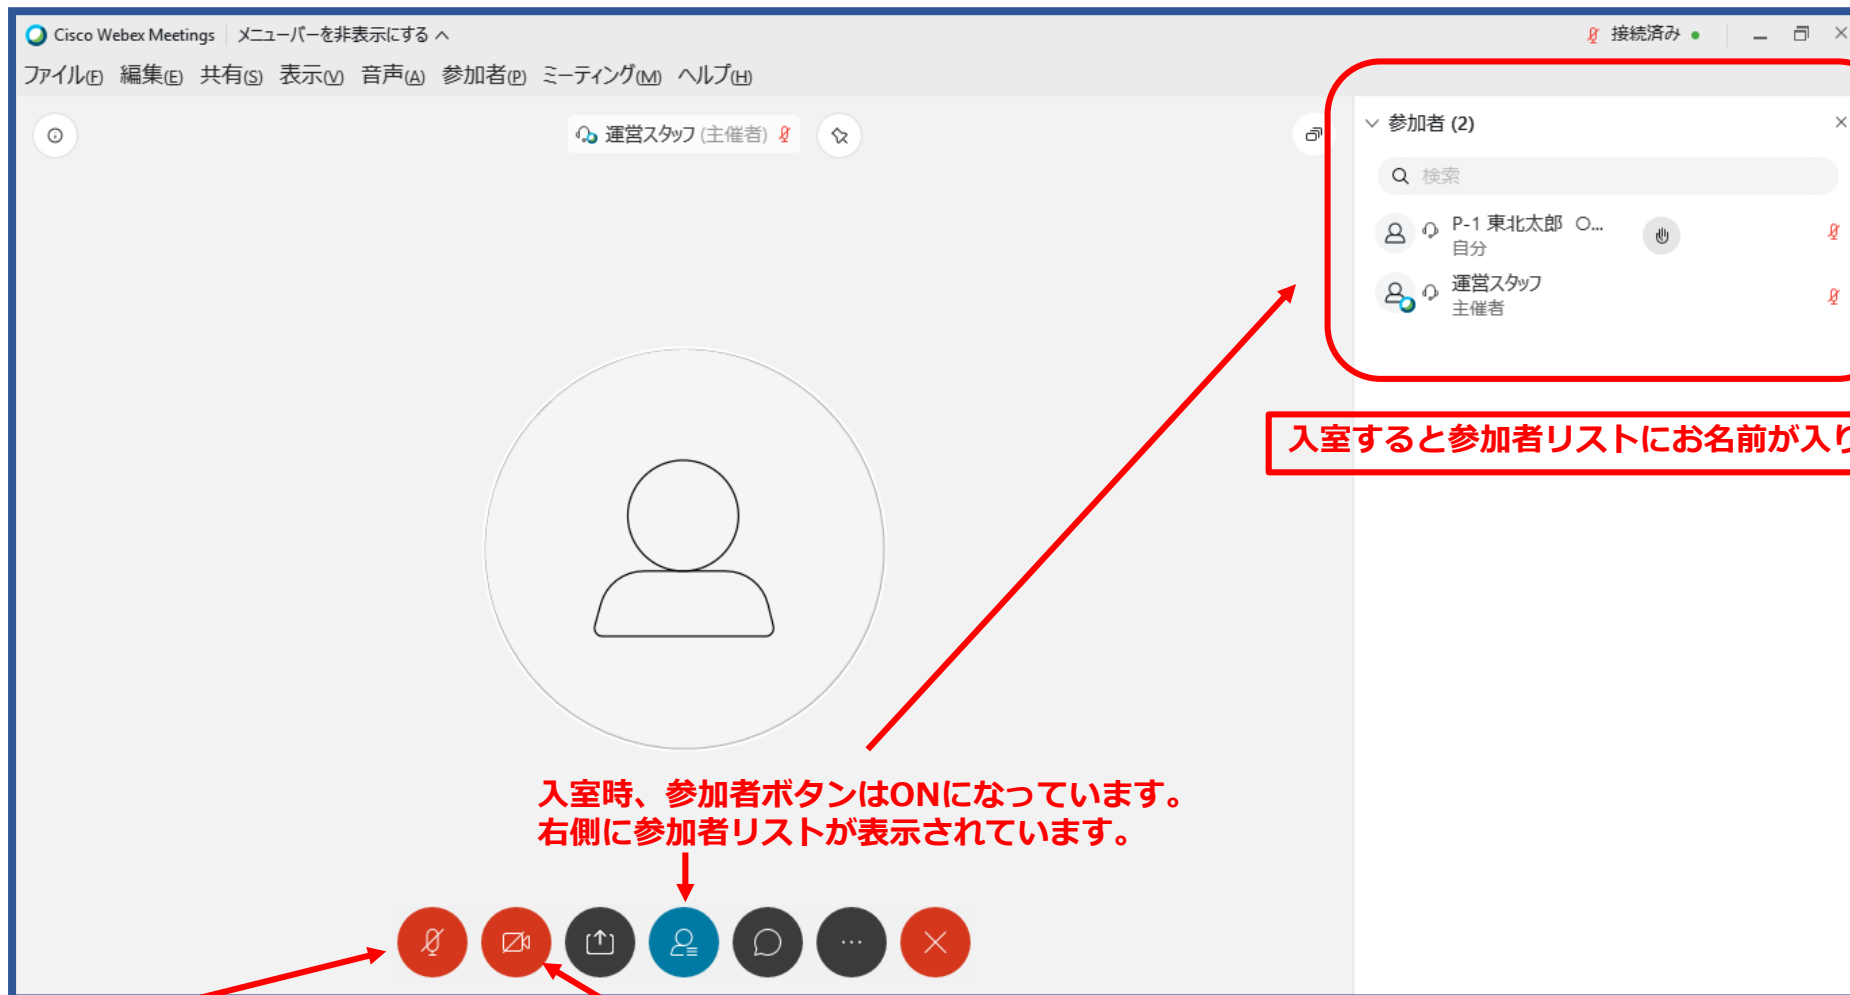 Cisco Webex Meetings メニューバーを非表示にする 接続済み
ファイル(F) 編集(E) 共有(S) 表示(V) 音声(A) 参加者(P) ミーティング(M) ヘルプ(H)
運営スタッフ (主催者)
参加者 (2)
検索
P-1 東北太郎 〇...
自分
運営スタッフ
主催者
入室すると参加者リストにお名前が入り
入室時、参加者ボタンはONになっています。
右側に参加者リストが表示されています。